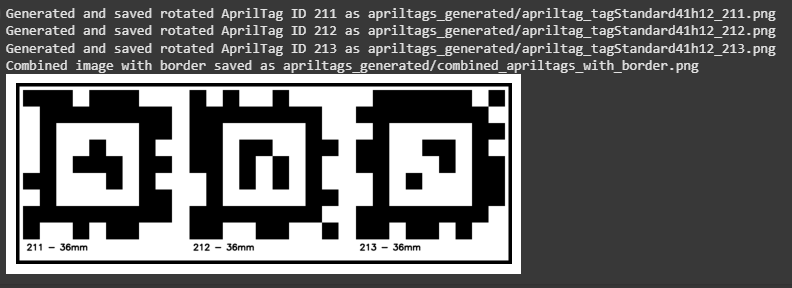 Generated and saved rotated AprilTag ID 211 as apriltags_generated/apriltag_tagStandard41h12_211.png
Generated and saved rotated AprilTag ID 212 as apriltags_generated/apriltag_tagStandard41h12_212.png
Generated and saved rotated AprilTag ID 213 as apriltags_generated/apriltag_tagStandard41h12_213.png
Combined image with border saved as apriltags_generated/combined_apriltags_with_border.png
211 - 36mm
212 - 36mm
213 - 36mm